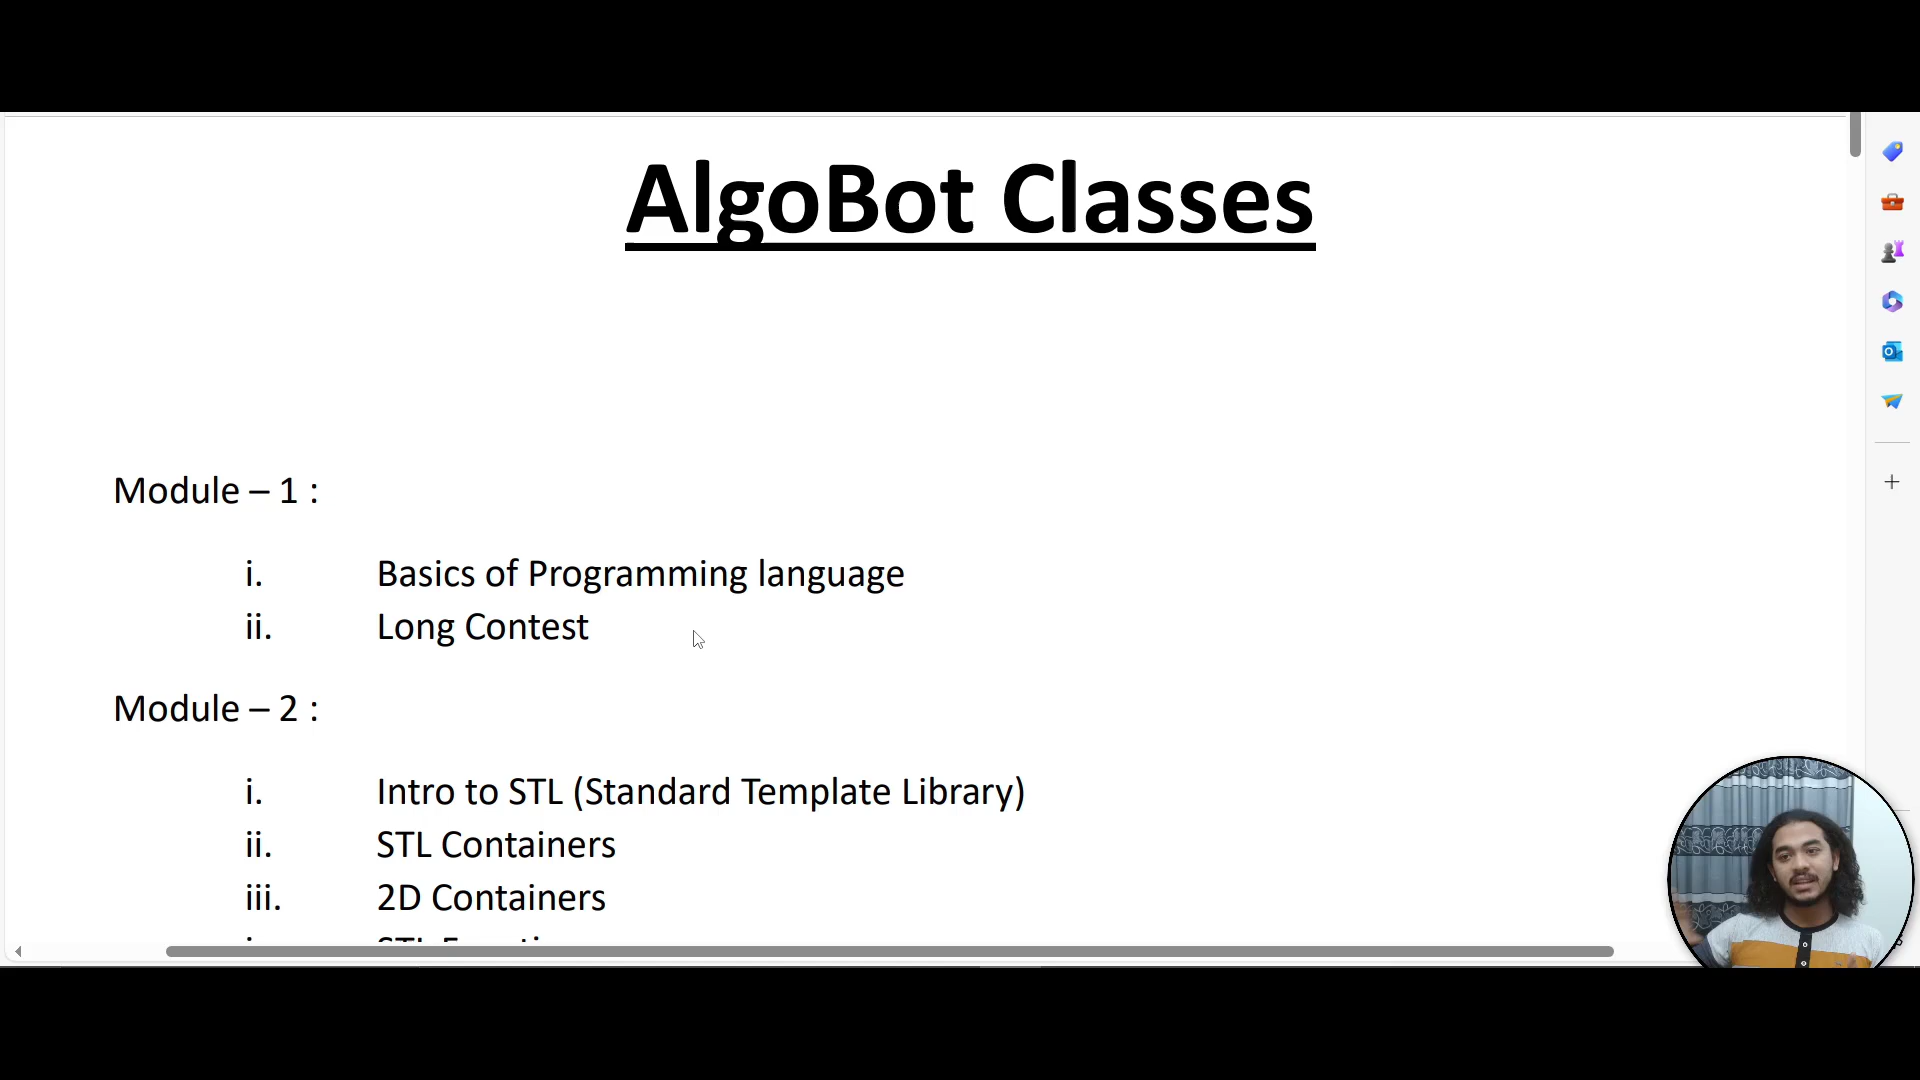 AlgoBot Classes
Module – 1 :
i. Basics of Programming language
ii. Long Contest
Module – 2 :
i. Intro to STL (Standard Template Library)
ii. STL Containers
iii. 2D Containers